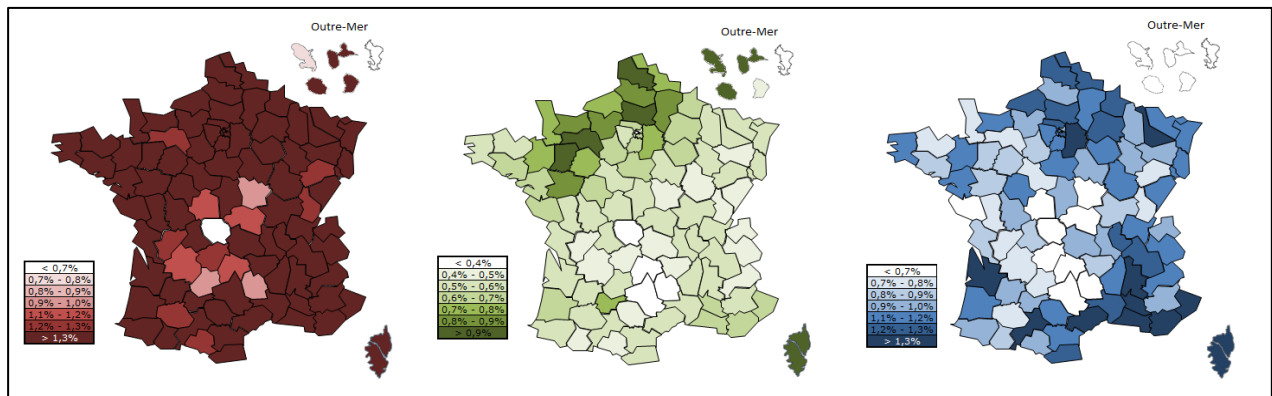 Outre-Mer
< 0,7%
0,7% - 0,8%
0,8% - 0,9%
0,9% - 1,0%
1,1% - 1,2%
1,2% - 1,3%
> 1,3%
Outre-Mer
< 0,4%
0,4% - 0,5%
0,5% - 0,6%
0,6% - 0,7%
0,7% - 0,8%
0,8% - 0,9%
> 0,9%
Outre-Mer
< 0,7%
0,7% - 0,8%
0,8% - 0,9%
0,9% - 1,0%
1,1% - 1,2%
1,2% - 1,3%
> 1,3%